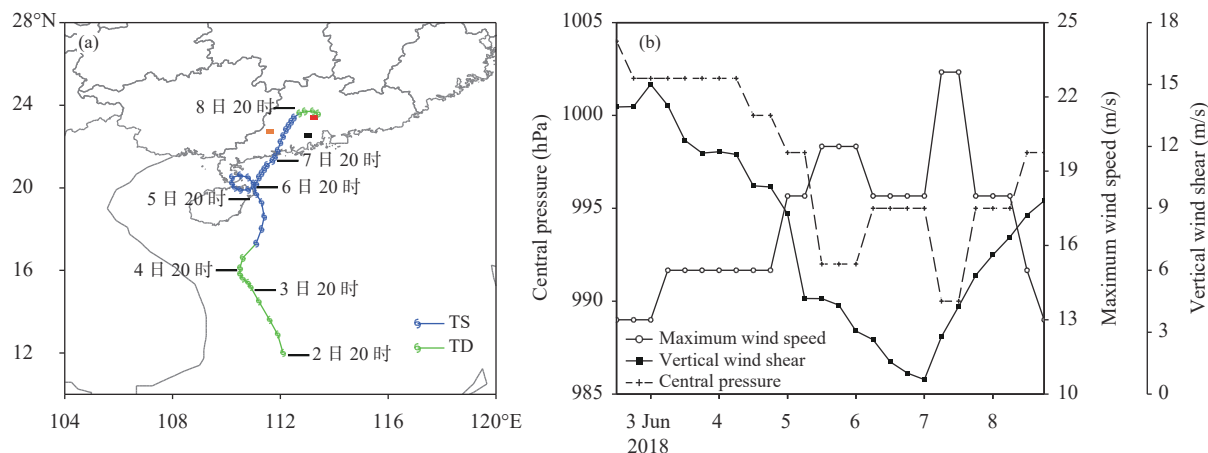 28°N
24
20
16
12
104
108
112
116
120°E
(a)
8 日 20 时
7 日 20 时
6 日 20 时
5 日 20 时
4 日 20 时
3 日 20 时
2 日 20 时
TS
TD
(b)
1005
1000
995
990
985
Central pressure (hPa)
25
22
19
16
13
10
Maximum wind speed (m/s)
18
15
12
9
6
3
0
Vertical wind shear (m/s)
Maximum wind speed
Vertical wind shear
Central pressure
3 Jun
2018
4
5
6
7
8